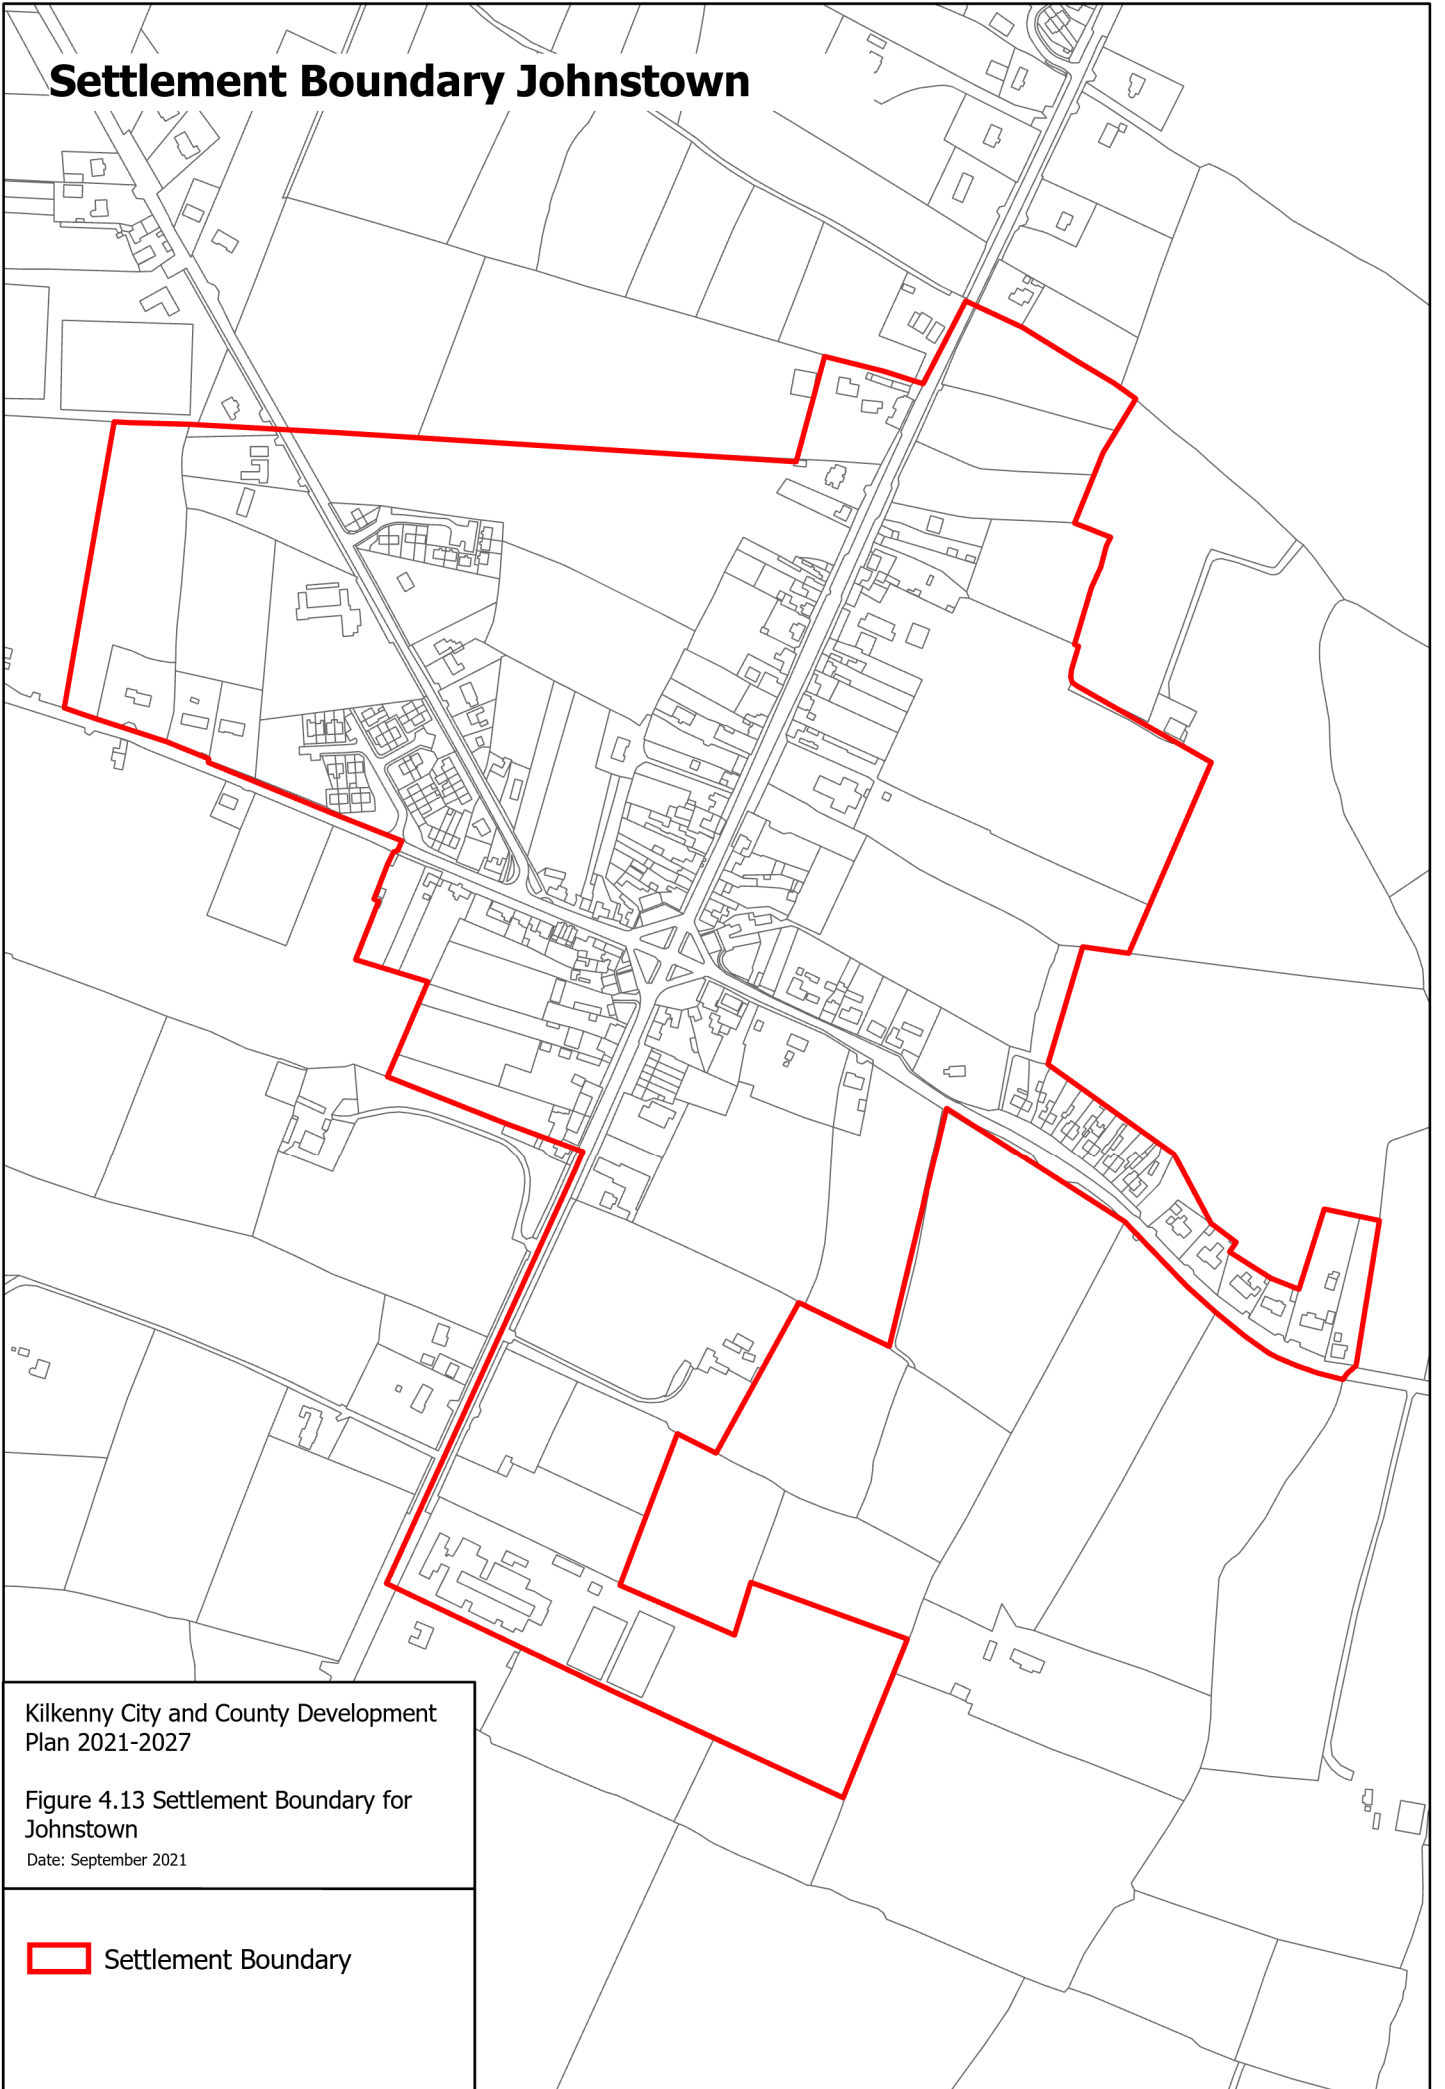 Settlement Boundary Johnstown
Kilkenny City and County Development
Plan 2021-2027
Figure 4.13 Settlement Boundary for
Johnstown
Date: September 2021
Settlement Boundary